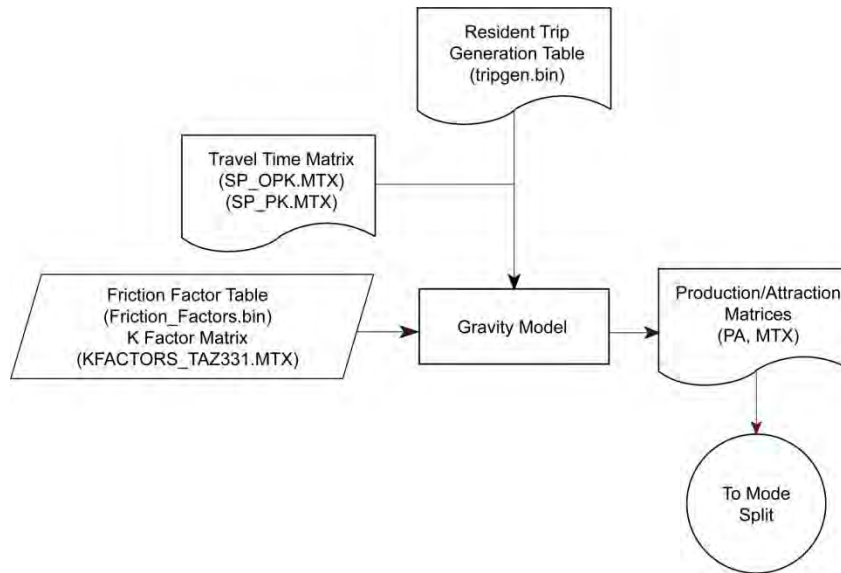 Resident Trip
Generation Table
(tripgen.bin)
Travel Time Matrix
(SP_OPK.MTX)
(SP_PK.MTX)
Friction Factor Table
(Friction_Factors.bin)
K Factor Matrix
(KFACTORS_TAZ331.MTX)
Gravity Model
Production/Attraction
Matrices
(PA, MTX)
To Mode
Split